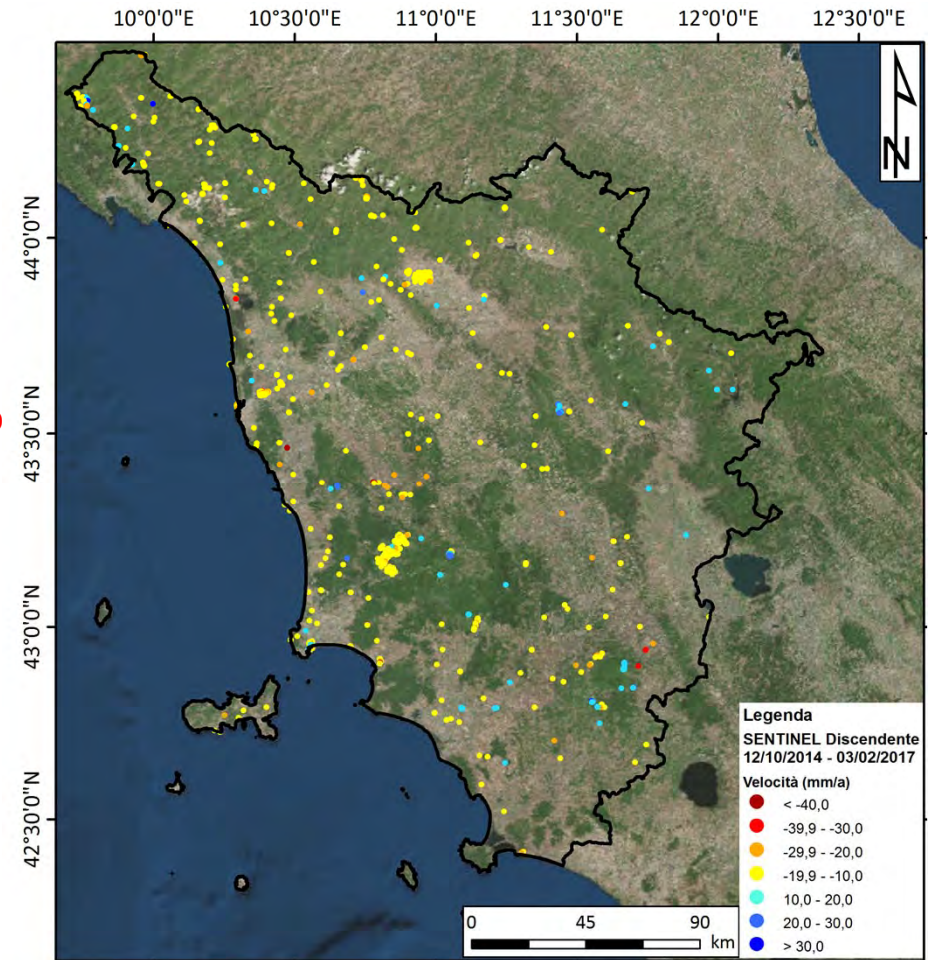 10°0'0"E 10°30'0"E 11°0'0"E 11°30'0"E 12°0'0"E 12°30'0"E
N
44°0'0"N
43°30'0"N
43°0'0"N
42°30'0"N
Legenda
SENTINEL Discendente
12/10/2014 - 03/02/2017
Velocità (mm/a)
< -40,0
-39,9 - -30,0
-29,9 - -20,0
-19,9 - -10,0
10,0 - 20,0
20,0 - 30,0
> 30,0
0 45 90
km